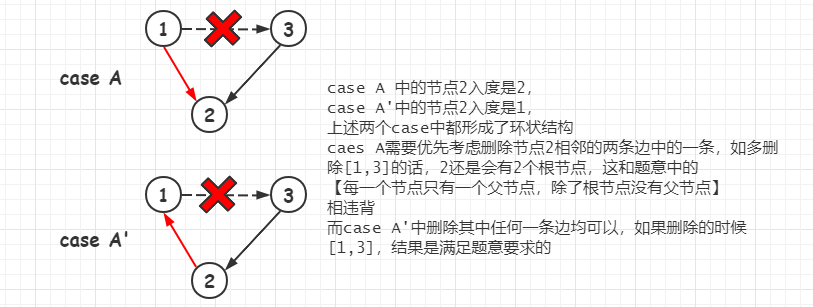 1
3
case A
2
case A 中的节点2入度是2，
case A'中的节点2入度是1，
上述两个case中都形成了环状结构
caes A需要优先考虑删除节点2相邻的两条边中的一条，如多删
除[1,3]的话，2还是会有2个根节点，这和题意中的
【每一个节点只有一个父节点，除了根节点没有父节点】
相违背
而case A'中删除其中任何一条边均可以，如果删除的时候
[1,3]，结果是满足题意要求的
1
3
case A'
2